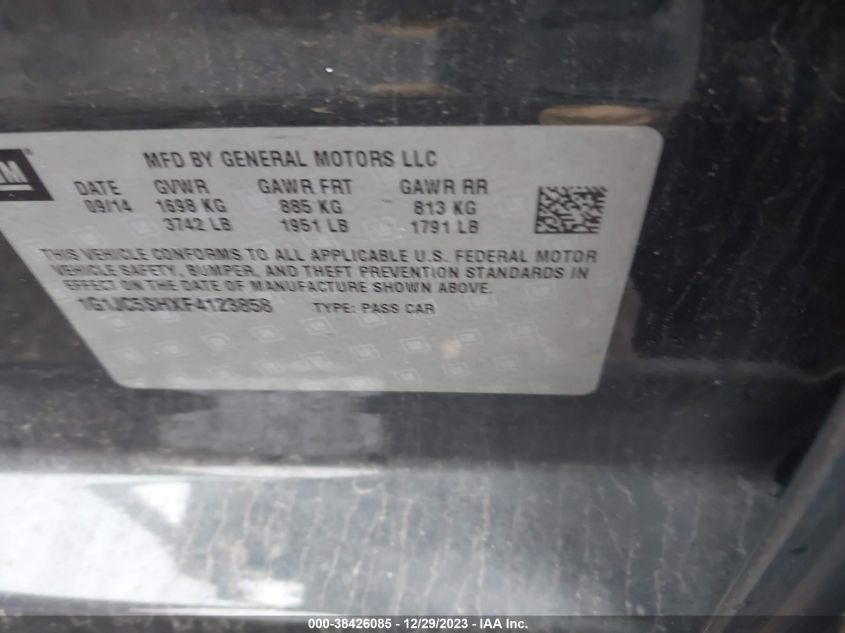 GM®
MFD BY GENERAL MOTORS LLC
DATE GVWR GAWR FRT GAWR RR
09/14 1698 KG 885 KG 813 KG
3742 LB 1951 LB 1791 LB
THIS VEHICLE CONFORMS TO ALL APPLICABLE U.S. FEDERAL MOTOR
VEHICLE SAFETY, BUMPER, AND THEFT PREVENTION STANDARDS IN
EFFECT ON THE DATE OF MANUFACTURE SHOWN ABOVE.
1G1JC5SHXF4123858 TYPE: PASS CAR
000-38426085 - 12/29/2023 - IAA Inc.